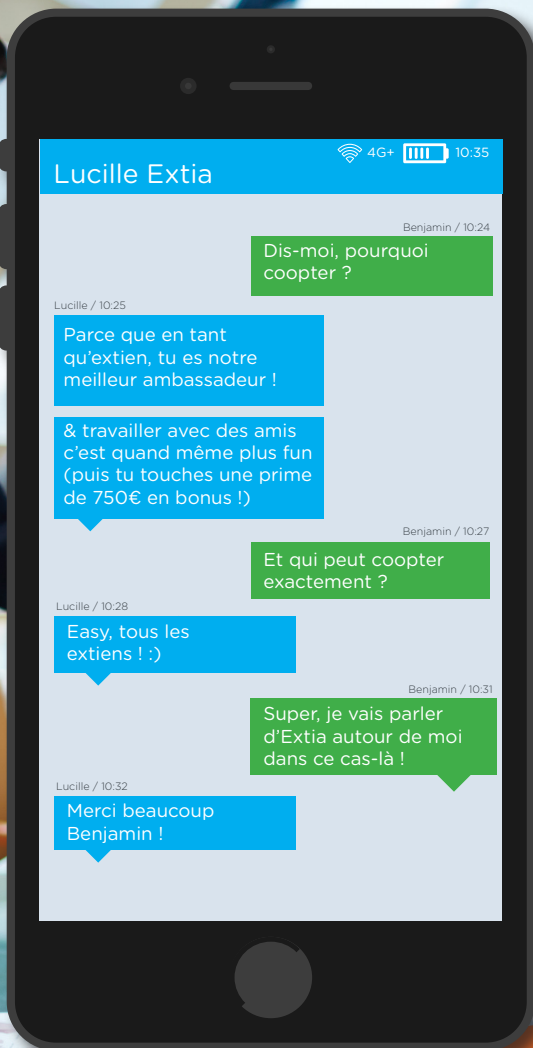 4G+ 10:35
Lucille Extia
Benjamin / 10:24
Dis-moi, pourquoi
coopter ?
Lucille / 10:25
Parce que en tant
qu'extien, tu es notre
meilleur ambassadeur !
& travailler avec des amis
c'est quand même plus fun
(puis tu touches une prime
de 750€ en bonus !)
Benjamin / 10:27
Et qui peut coopter
exactement ?
Lucille / 10:28
Easy, tous les
extiens ! :)
Benjamin / 10:31
Super, je vais parler
d'Extia autour de moi
dans ce cas-là !
Lucille / 10:32
Merci beaucoup
Benjamin !